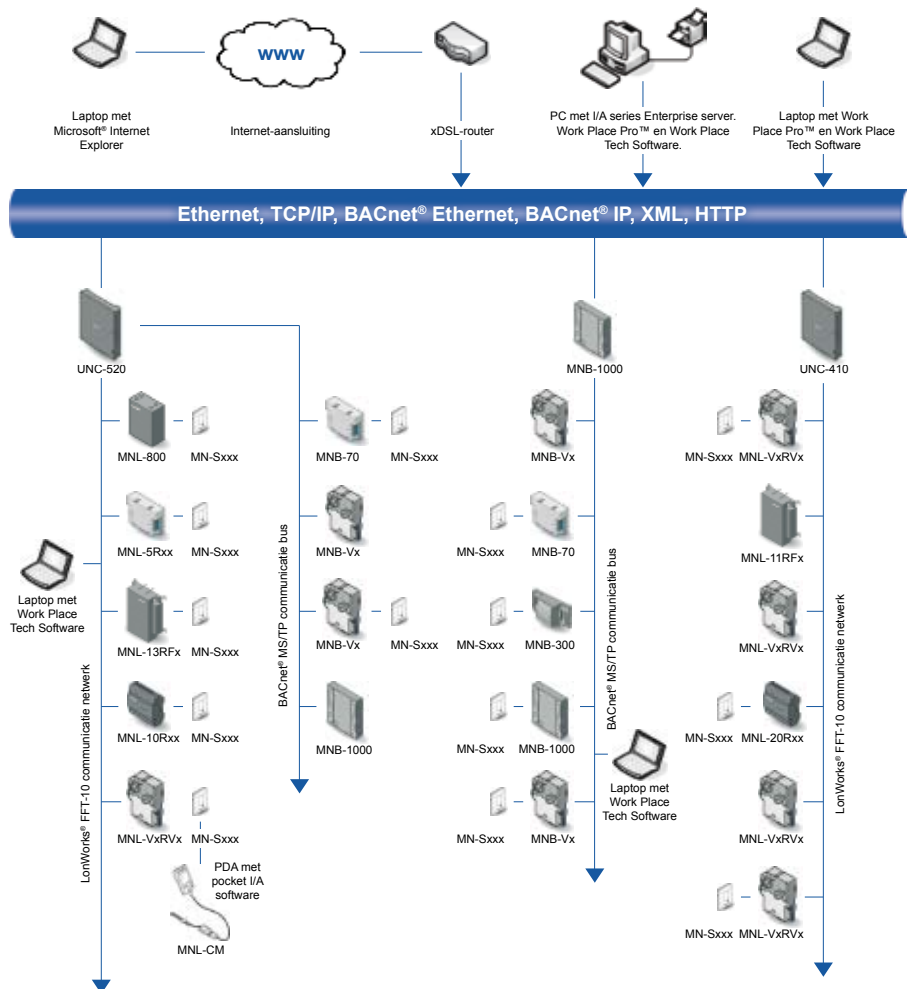 www
Laptop met
Microsoft® Internet
Explorer
Internet-aansluiting
xDSL-router
PC met I/A series Enterprise server.
Work Place Pro™ en Work Place
Tech Software.
Laptop met Work
Place Pro™ en Work Place
Tech Software
Ethernet, TCP/IP, BACnet® Ethernet, BACnet® IP, XML, HTTP
UNC-520
MNB-1000
UNC-410
MNL-800
MN-Sxxx
MNB-70
MN-Sxxx
MNB-Vx
MN-Sxxx
MNL-VxRVx
MNL-5Rxx
MN-Sxxx
MNB-Vx
MN-Sxxx
MNB-70
MNL-11RFx
Laptop met
Work Place
Tech Software
MNL-13RFx
MN-Sxxx
MNB-Vx
MN-Sxxx
MN-Sxxx
MNB-300
MNL-VxRVx
MNL-10Rxx
MN-Sxxx
MNB-1000
MN-Sxxx
MNB-1000
MN-Sxxx
MNL-20Rxx
Laptop met
Work Place
Tech Software
MNL-VxRVx
MN-Sxxx
MN-Sxxx
MNB-Vx
MNL-VxRVx
PDA met
pocket I/A
software
MNL-CM
MN-Sxxx
MNL-VxRVx
LonWorks® FFT-10 communicatie netwerk
BACnet® MS/TP communicatie bus
BACnet® MS/TP communicatie bus
LonWorks® FFT-10 communicatie netwerk